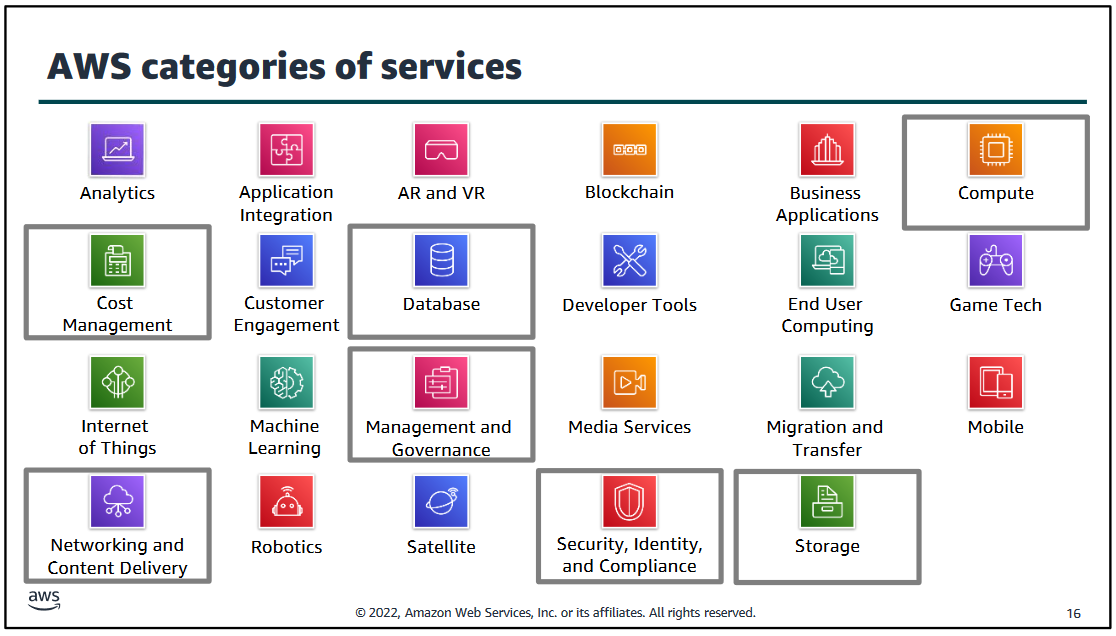 AWS categories of services
Analytics
Application
Integration
AR and VR
Blockchain
Business
Applications
Compute
Cost
Management
Customer
Engagement
Database
Developer Tools
End User
Computing
Game Tech
Internet
of Things
Machine
Learning
Management and
Governance
Media Services
Migration and
Transfer
Mobile
Networking and
Content Delivery
Robotics
Satellite
Security, Identity,
and Compliance
Storage
aws
© 2022, Amazon Web Services, Inc. or its affiliates. All rights reserved.
16